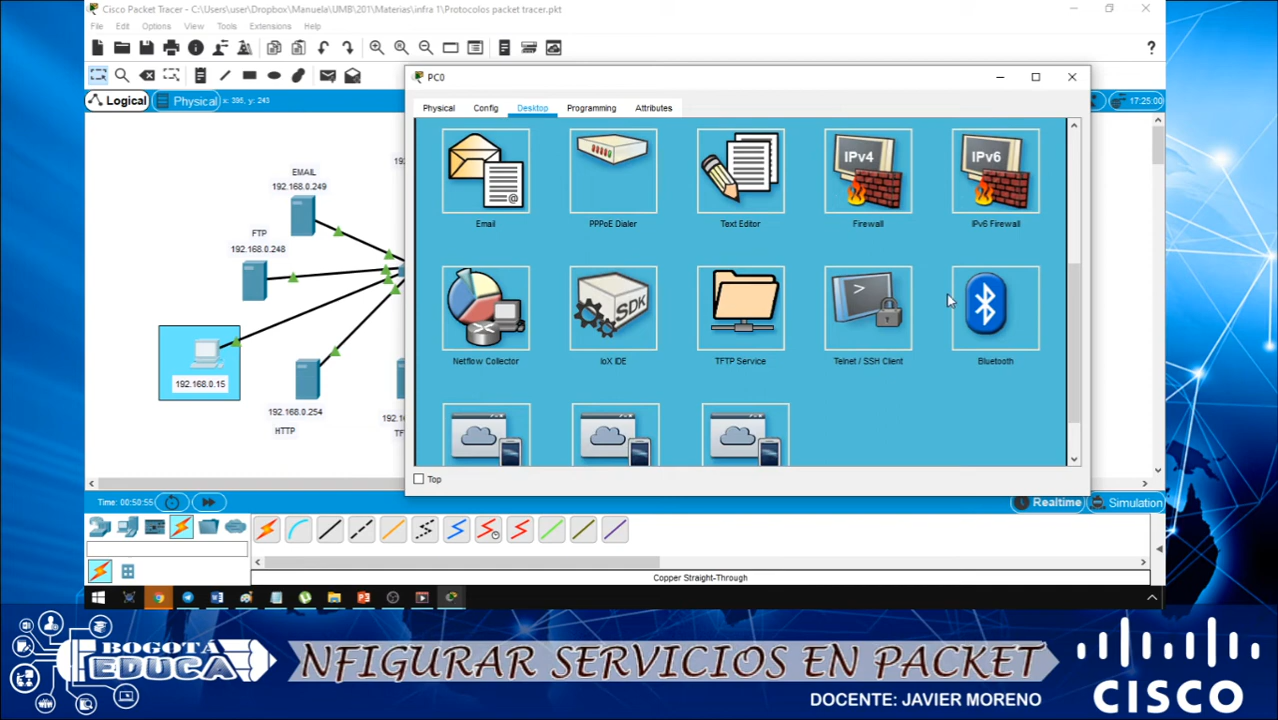 Cisco Packet Tracer - C:\Users\user\Dropbox\Manuela\UMB\201\Materias\infra 1\Protocolos packet tracer.pkt
File Edit Options View Tools Extensions Help
?
Logical Physical x: 395, y: 243
17:25:00
PC0
Physical Config Desktop Programming Attributes
IPv4 IPv6
@
Email PPPoE Dialer Text Editor Firewall IPv6 Firewall
SDK
>
Netflow Collector IoX IDE TFTP Service Telnet / SSH Client Bluetooth
Top
EMAIL
192.168.0.249
FTP
192.168.0.248
192.168.0.15
192.168.0.254
HTTP
Time: 00:50:55
Realtime Simulation
Copper Straight-Through
BOGOTÁ
EDUCA
NFIGURAR SERVICIOS EN PACKET
DOCENTE: JAVIER MORENO
CISCO